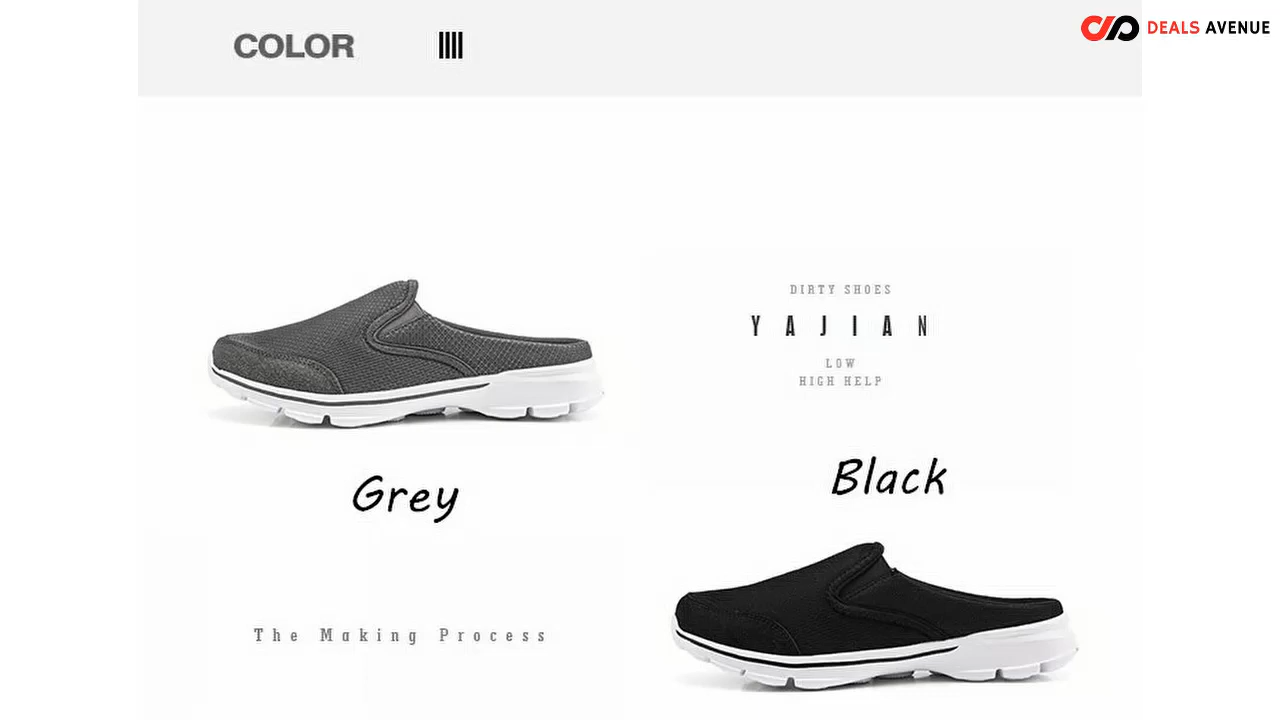 COLOR
DEALS AVENUE
DIRTY SHOES
YAJIAN
LOW
HIGH HELP
Grey
Black
The Making Process